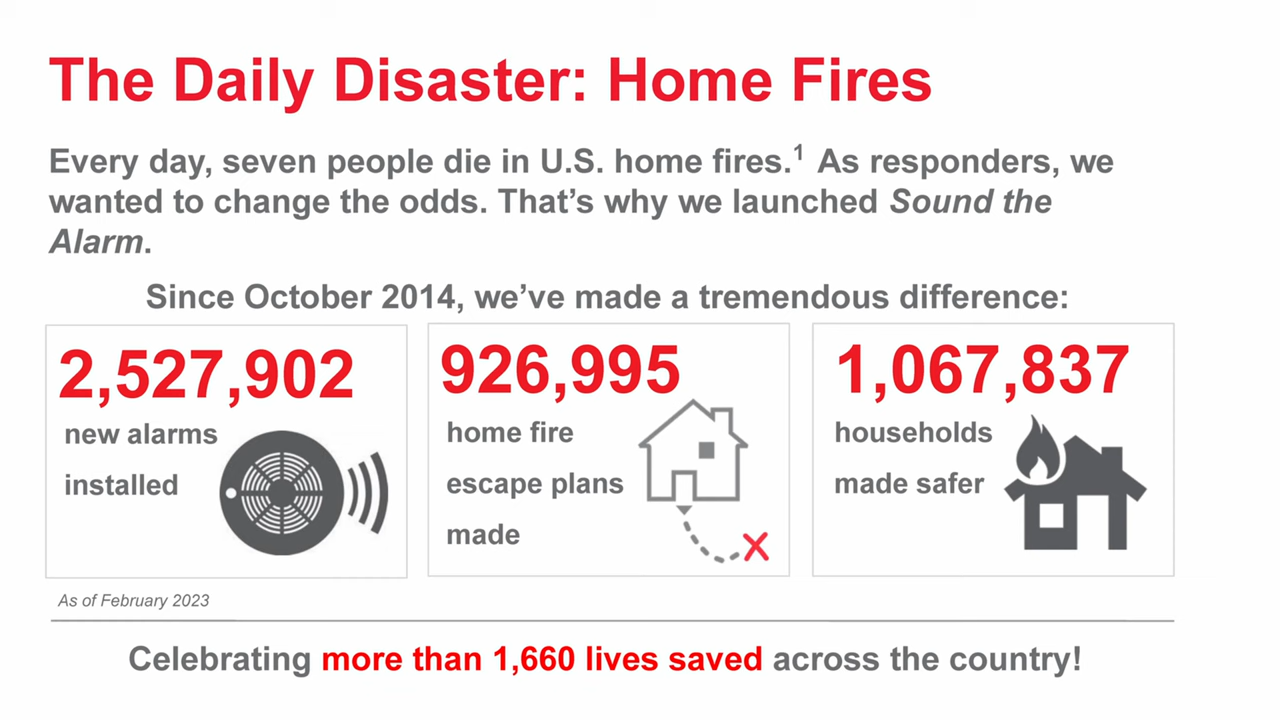 The Daily Disaster: Home Fires
Every day, seven people die in U.S. home fires.¹ As responders, we
wanted to change the odds. That’s why we launched Sound the
Alarm.
Since October 2014, we’ve made a tremendous difference:
2,527,902
new alarms
installed
926,995
home fire
escape plans
made
1,067,837
households
made safer
As of February 2023
Celebrating more than 1,660 lives saved across the country!